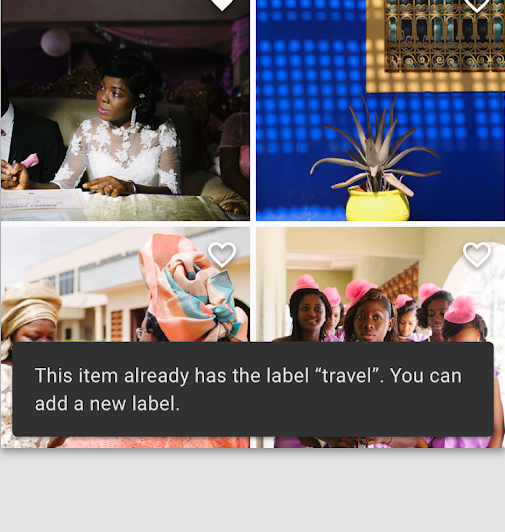 This item already has the label “travel”. You can
add a new label.